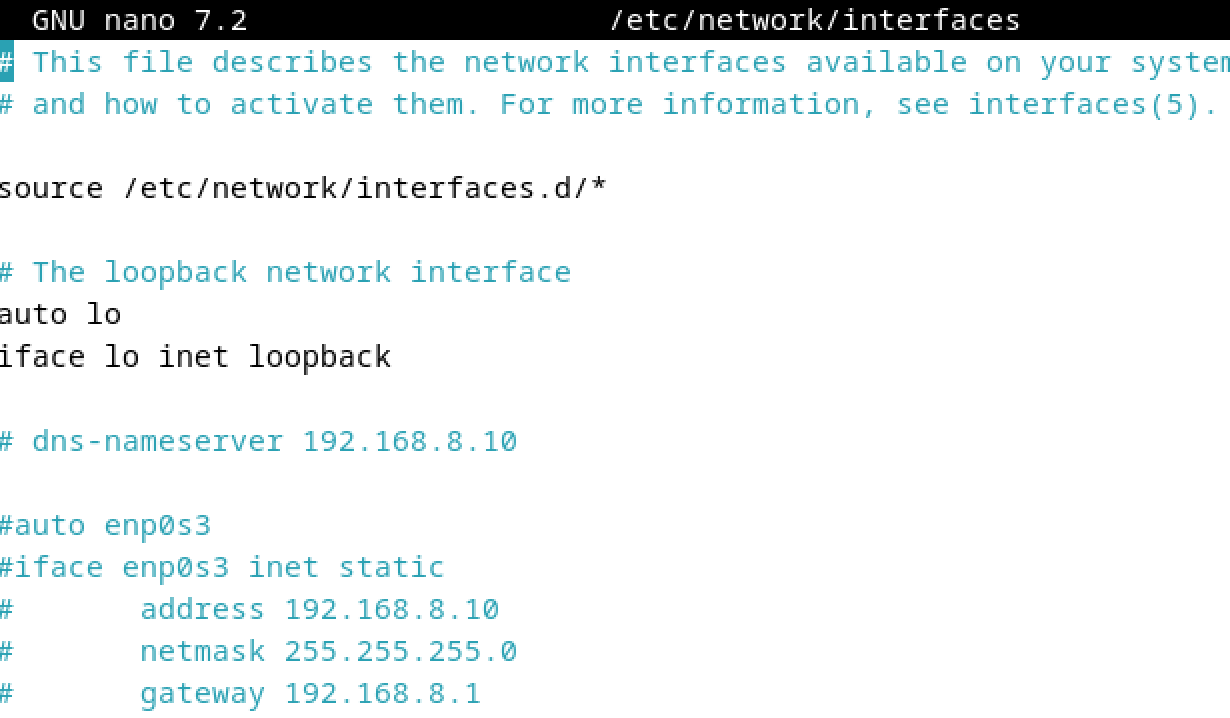 GNU nano 7.2 /etc/network/interfaces
# This file describes the network interfaces available on your system
# and how to activate them. For more information, see interfaces(5).
source /etc/network/interfaces.d/*
# The loopback network interface
auto lo
iface lo inet loopback
# dns-nameserver 192.168.8.10
#auto enp0s3
#iface enp0s3 inet static
#       address 192.168.8.10
#       netmask 255.255.255.0
#       gateway 192.168.8.1